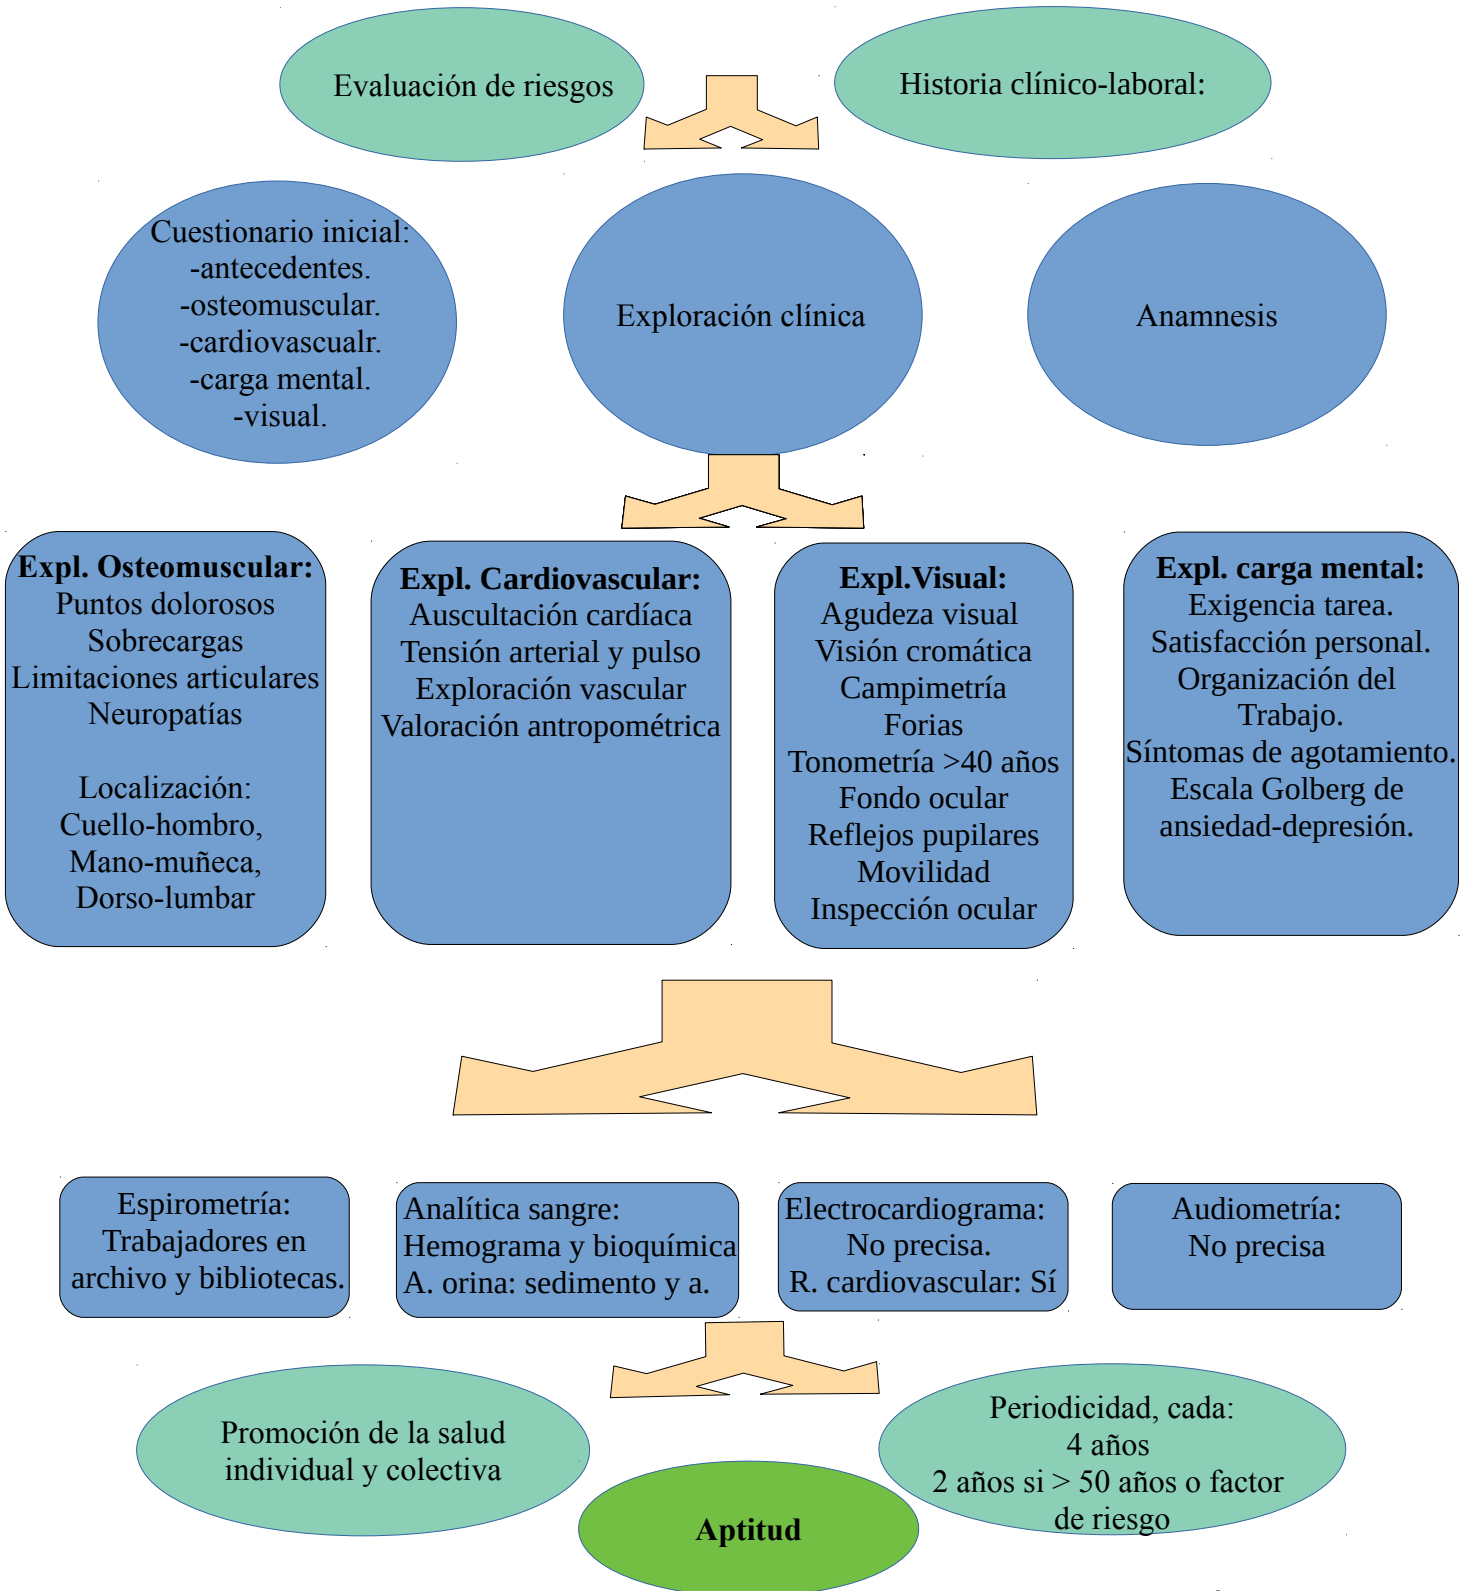 Evaluación de riesgos
Historia clínico-laboral:
Cuestionario inicial:
-antecedentes.
-osteomuscular.
-cardiovascualr.
-carga mental.
-visual.
Exploración clínica
Anamnesis
Expl. Osteomuscular:
Puntos dolorosos
Sobrecargas
Limitaciones articulares
Neuropatías
Localización:
Cuello-hombro,
Mano-muñeca,
Dorso-lumbar
Expl. Cardiovascular:
Auscultación cardíaca
Tensión arterial y pulso
Exploración vascular
Valoración antropométrica
Expl.Visual:
Agudeza visual
Visión cromática
Campimetría
Forias
Tonometría >40 años
Fondo ocular
Reflejos pupilares
Movilidad
Inspección ocular
Expl. carga mental:
Exigencia tarea.
Satisfacción personal.
Organización del
Trabajo.
Síntomas de agotamiento.
Escala Golberg de
ansiedad-depresión.
Espirometría:
Trabajadores en
archivo y bibliotecas.
Analítica sangre:
Hemograma y bioquímica
A. orina: sedimento y a.
Electrocardiograma:
No precisa.
R. cardiovascular: Sí
Audiometría:
No precisa
Promoción de la salud
individual y colectiva
Periodicidad, cada:
4 años
2 años si > 50 años o factor
de riesgo
Aptitud